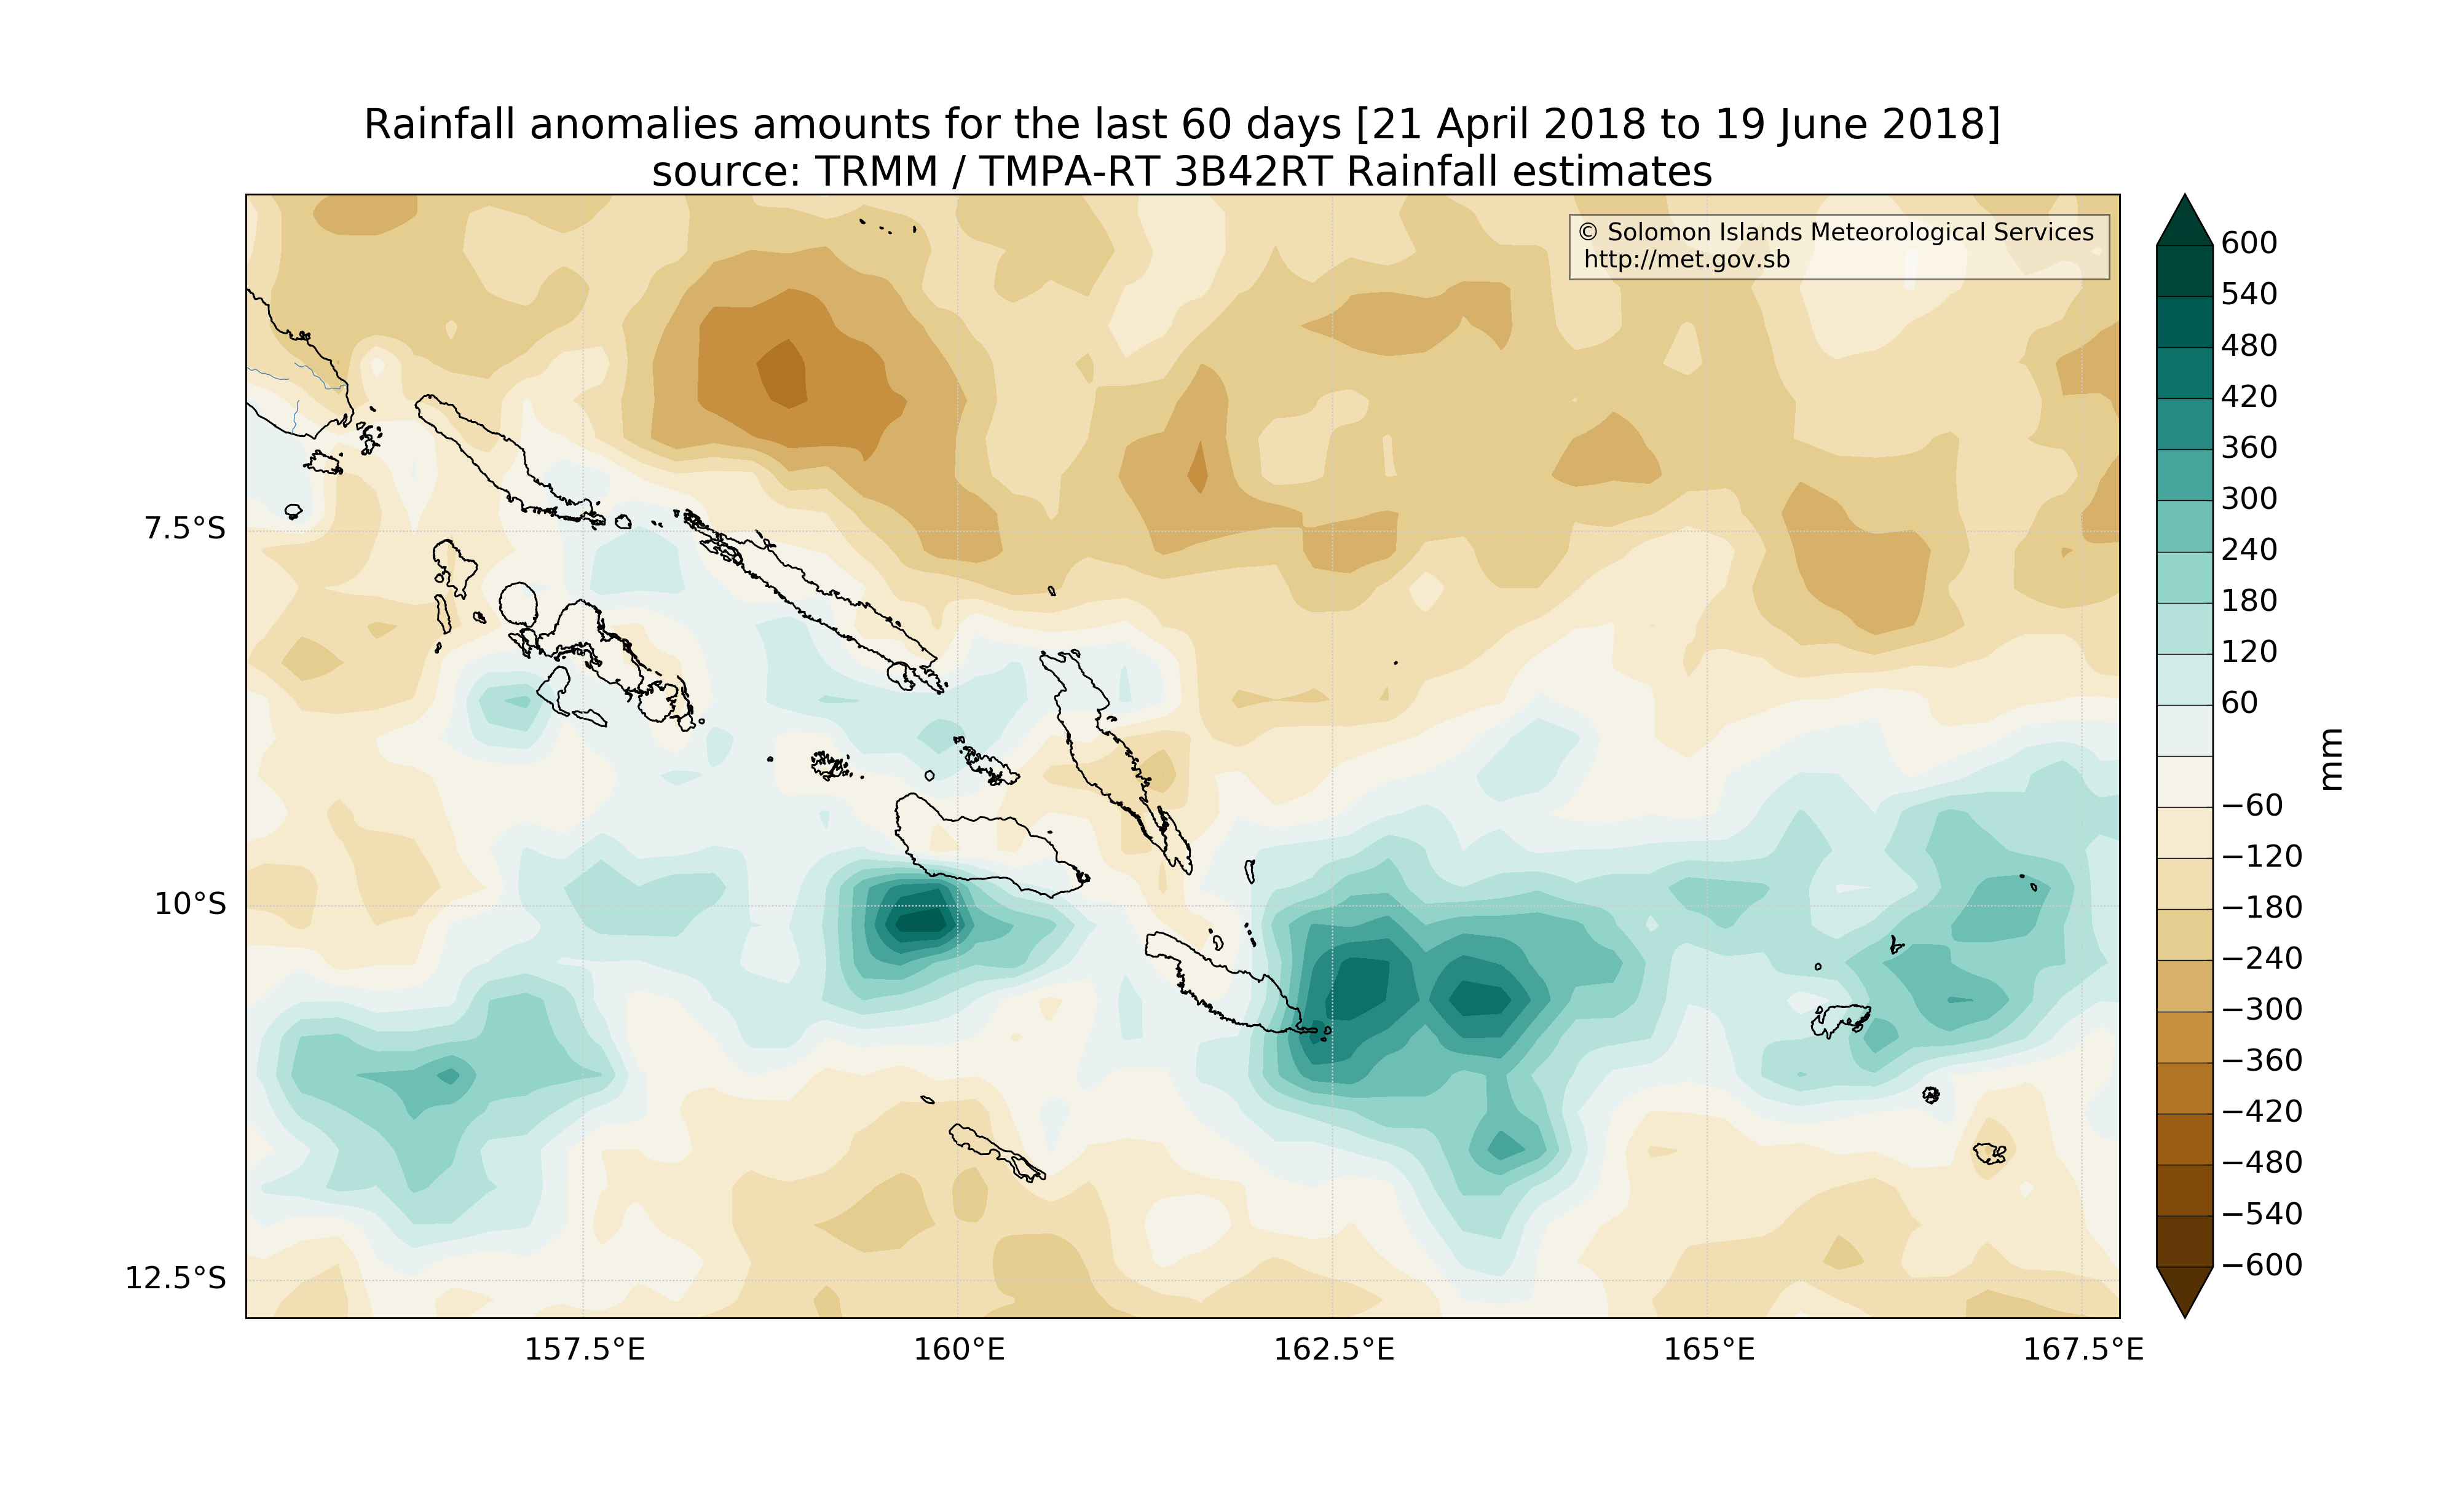 Rainfall anomalies amounts for the last 60 days [21 April 2018 to 19 June 2018]
source: TRMM / TMPA-RT 3B42RT Rainfall estimates
© Solomon Islands Meteorological Services
http://met.gov.sb
7.5°S
10°S
12.5°S
157.5°E
160°E
162.5°E
165°E
167.5°E
600
540
480
420
360
300
240
180
120
60
−60
−120
−180
−240
−300
−360
−420
−480
−540
−600
mm